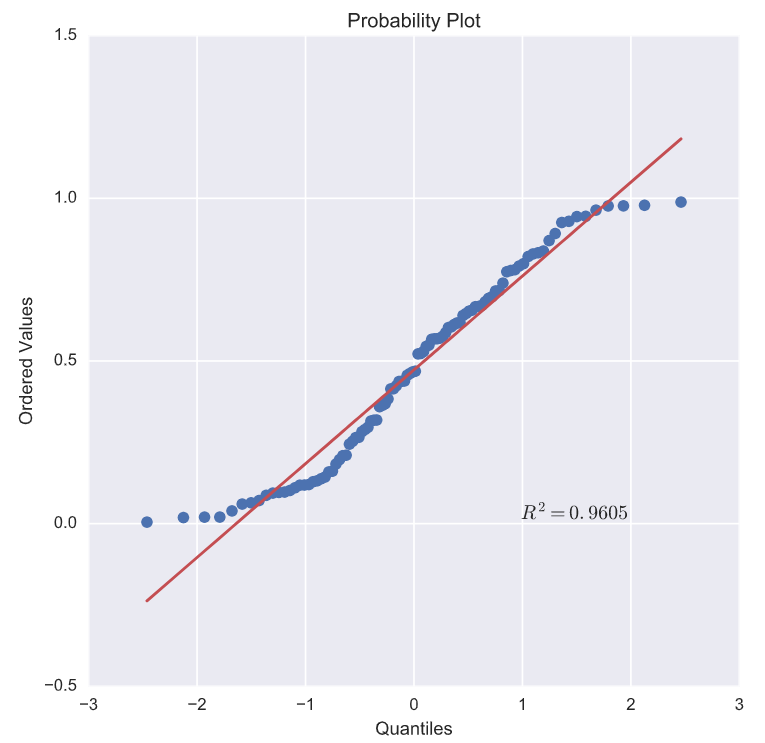 Probability Plot
1.5
1.0
0.5
0.0
−0.5
Ordered Values
R² = 0.9605
−3 −2 −1 0 1 2 3
Quantiles